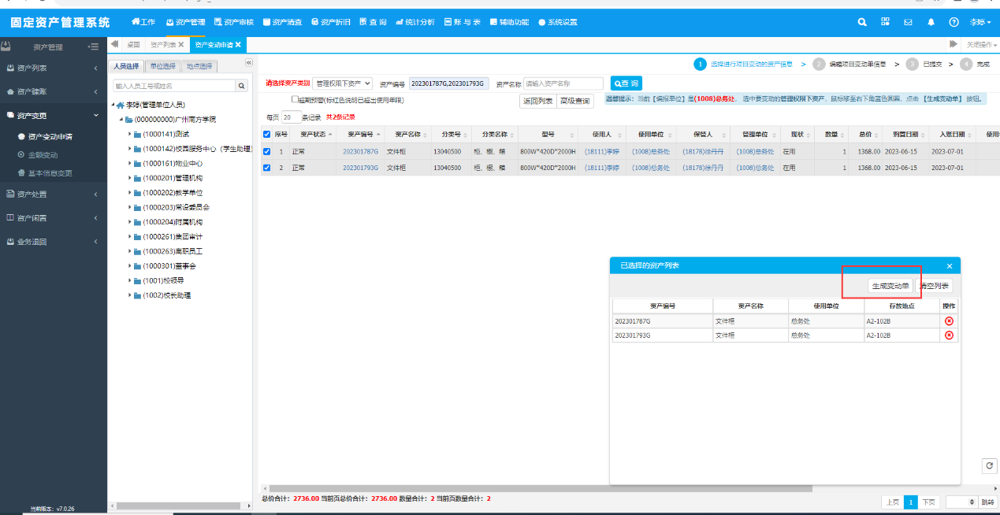 固定资产管理系统 工作 资产管理 资产审核 资产清查 资产折旧 查 询 统计分析 账 与 表 辅助功能 系统设置 李婷
资产管理 桌面 资产列表 资产变动申请 关闭操作
人员选择 单位选择 地点选择 1 选择进行项目变动的资产信息 > 2 编辑项目变动单信息 > 3 已提交 > 4 完成
资产列表
资产建账
资产变更
资产变动申请
金额变动
基本信息变更
资产处置
资产闲置
业务退回
当前版本: v7.0.26
输入人员工号或姓名
李婷(管理单位人员)
(000000000)广州南方学院
(1000141)测试
(1000142)校园服务中心（学生助理）
(1000161)物业中心
(1000201)管理机构
(1000202)教学单位
(1000203)常设委员会
(1000204)附属机构
(1000261)集团审计
(1000263)离职员工
(1000301)董事会
(1001)校领导
(1002)校长助理
请选择资产类别 管理权限下资产 资产编号 202301787G,202301793G 资产名称 请输入资产名称 查 询
超期预警(标红色说明已超出使用年限) 返回列表 高级查询 温馨提示: 当前【编报单位】是(1008)总务处，选中要变动的管理权限下资产，鼠标移至右下角蓝色圆圈，点击 【生成变动单】 按钮。
每页 20 条记录 共2条记录
序号 资产状态 资产编号 资产名称 分类号 分类名称 型号 使用人 使用单位 保管人 管理单位 现状 数量 总价 购置日期 入账日期
1 正常 202301787G 文件柜 13040500 柜、橱、箱 800W*420D*2000H (18111)李婷 (1008)总务处 (18178)徐丹丹 (1008)总务处 在用 1 1368.00 2023-06-15 2023-07-01
2 正常 202301793G 文件柜 13040500 柜、橱、箱 800W*420D*2000H (18111)李婷 (1008)总务处 (18178)徐丹丹 (1008)总务处 在用 1 1368.00 2023-06-15 2023-07-01
已选择的资产列表
生成变动单 清空列表
资产编号 资产名称 使用单位 存放地点 操作
202301787G 文件柜 总务处 A2-102B
202301793G 文件柜 总务处 A2-102B
总价合计: 2736.00 当前页总价合计: 2736.00 数量合计: 2 当前页数量合计: 2
上页 1 下页 跳转